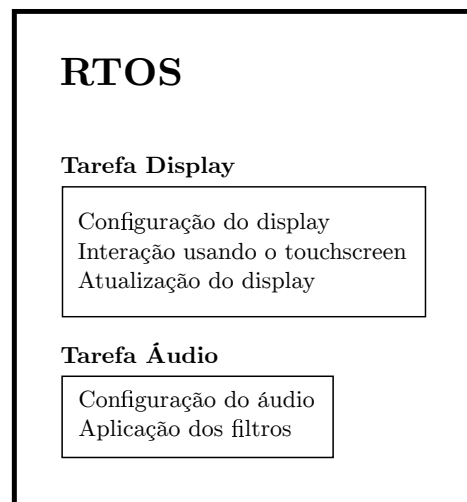 RTOS
Tarefa Display
Configuração do display
Interação usando o touchscreen
Atualização do display
Tarefa Áudio
Configuração do áudio
Aplicação dos filtros